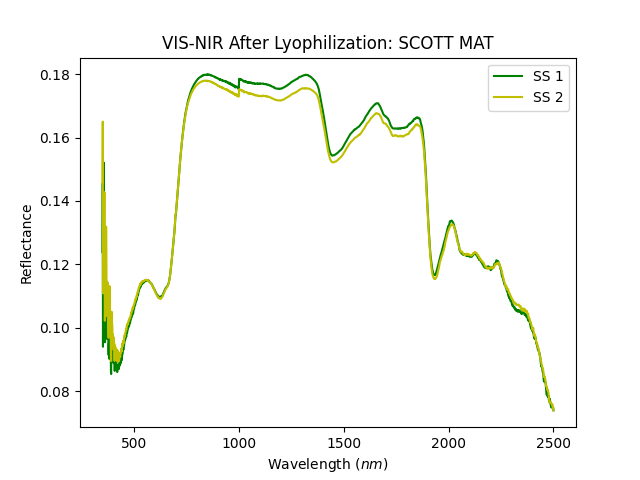 VIS-NIR After Lyophilization: SCOTT MAT
SS 1
SS 2
Reflectance
0.18
0.16
0.14
0.12
0.10
0.08
500 1000 1500 2000 2500
Wavelength (nm)